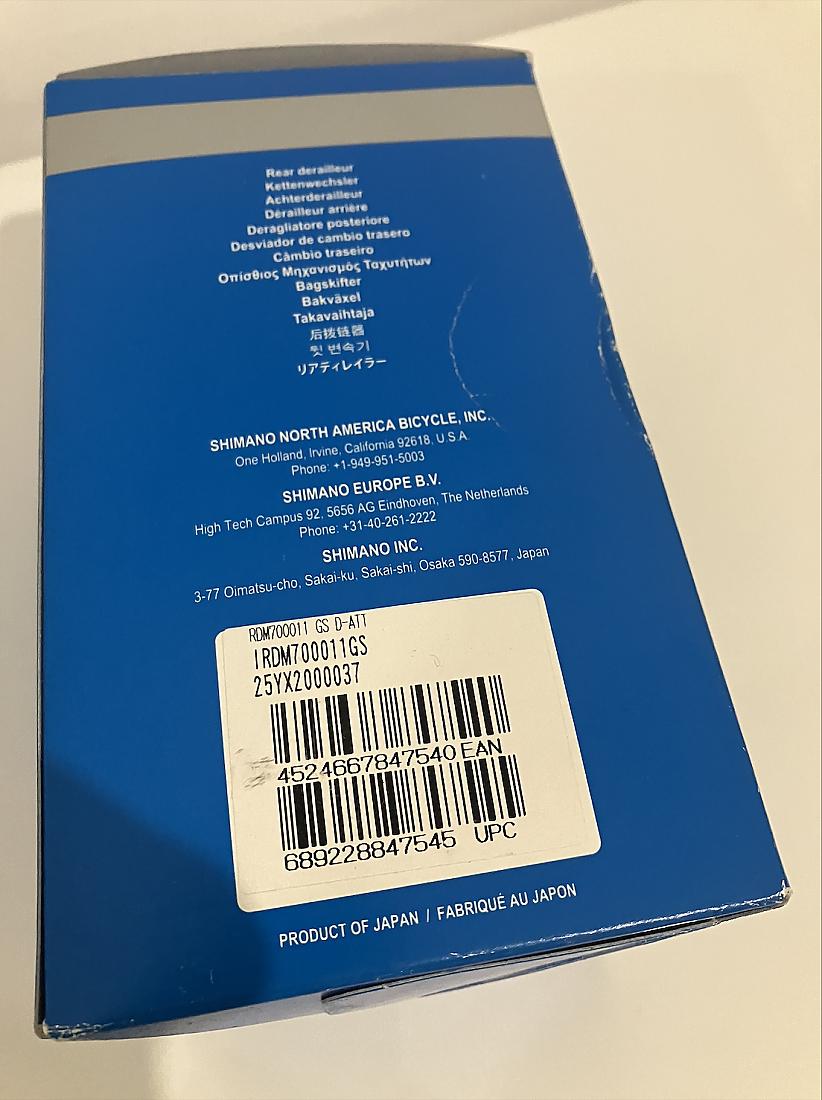 Rear derailleur
Kettenwechsler
Achterderailleur
Dérailleur arrière
Deragliatore posteriore
Desviador de cambio trasero
Câmbio traseiro
Οπίσθιος Μηχανισμός Ταχυτήτων
Bagskifter
Bakväxel
Takavaihtaja
后拨链器
뒷 변속기
リアディレイラー
SHIMANO NORTH AMERICA BICYCLE, INC.
One Holland, Irvine, California 92618, U.S.A.
Phone: +1-949-951-5003
SHIMANO EUROPE B.V.
High Tech Campus 92, 5656 AG Eindhoven, The Netherlands
Phone: +31-40-261-2222
SHIMANO INC.
3-77 Oimatsu-cho, Sakai-ku, Sakai-shi, Osaka 590-8577, Japan
RDM700011 GS D-ATT
IRDM700011GS
25YX2000037
4524667847540 EAN
689228847545 UPC
PRODUCT OF JAPAN / FABRIQUÉ AU JAPON